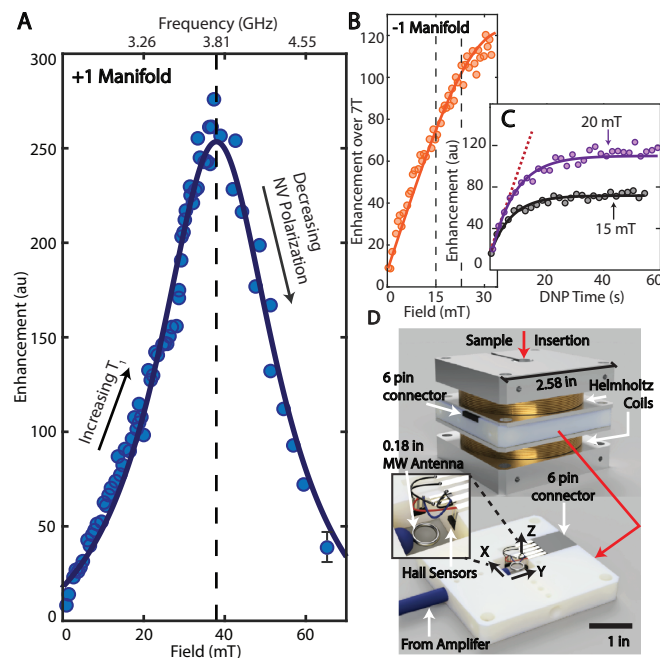 A
Frequency (GHz)
3.26
3.81
4.55
+1 Manifold
Enhancement (au)
300
250
200
150
100
50
0
Increasing T1
Decreasing
NV Polarization
0
20
40
60
Field (mT)
B
-1 Manifold
Enhancement over 7T
120
100
80
60
40
20
0
0
15
30
Field (mT)
C
Enhancement (au)
120
80
40
0
20 mT
15 mT
20
40
60
DNP Time (s)
D
Sample
Insertion
2.58 in
6 pin
connector
Helmholtz
Coils
0.18 in
MW Antenna
6 pin
connector
Hall Sensors
Z
X
Y
From Amplifer
1 in